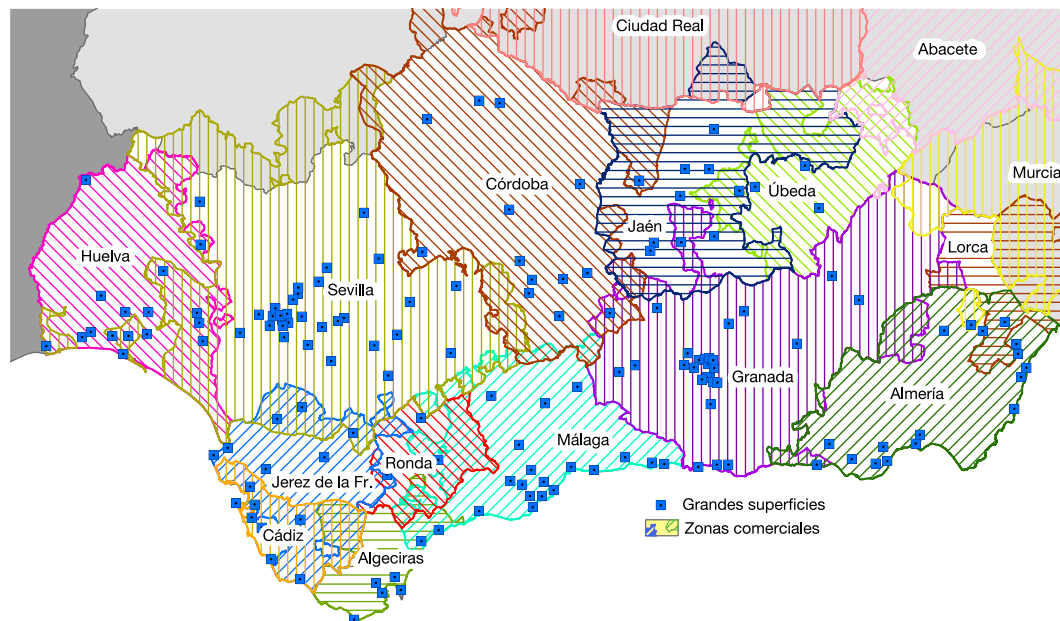 Ciudad Real
Abacete
Murcia
Córdoba
Úbeda
Jaén
Lorca
Huelva
Sevilla
Granada
Almería
Málaga
Ronda
Jerez de la Fr.
Cádiz
Algeciras
Grandes superficies
Zonas comerciales